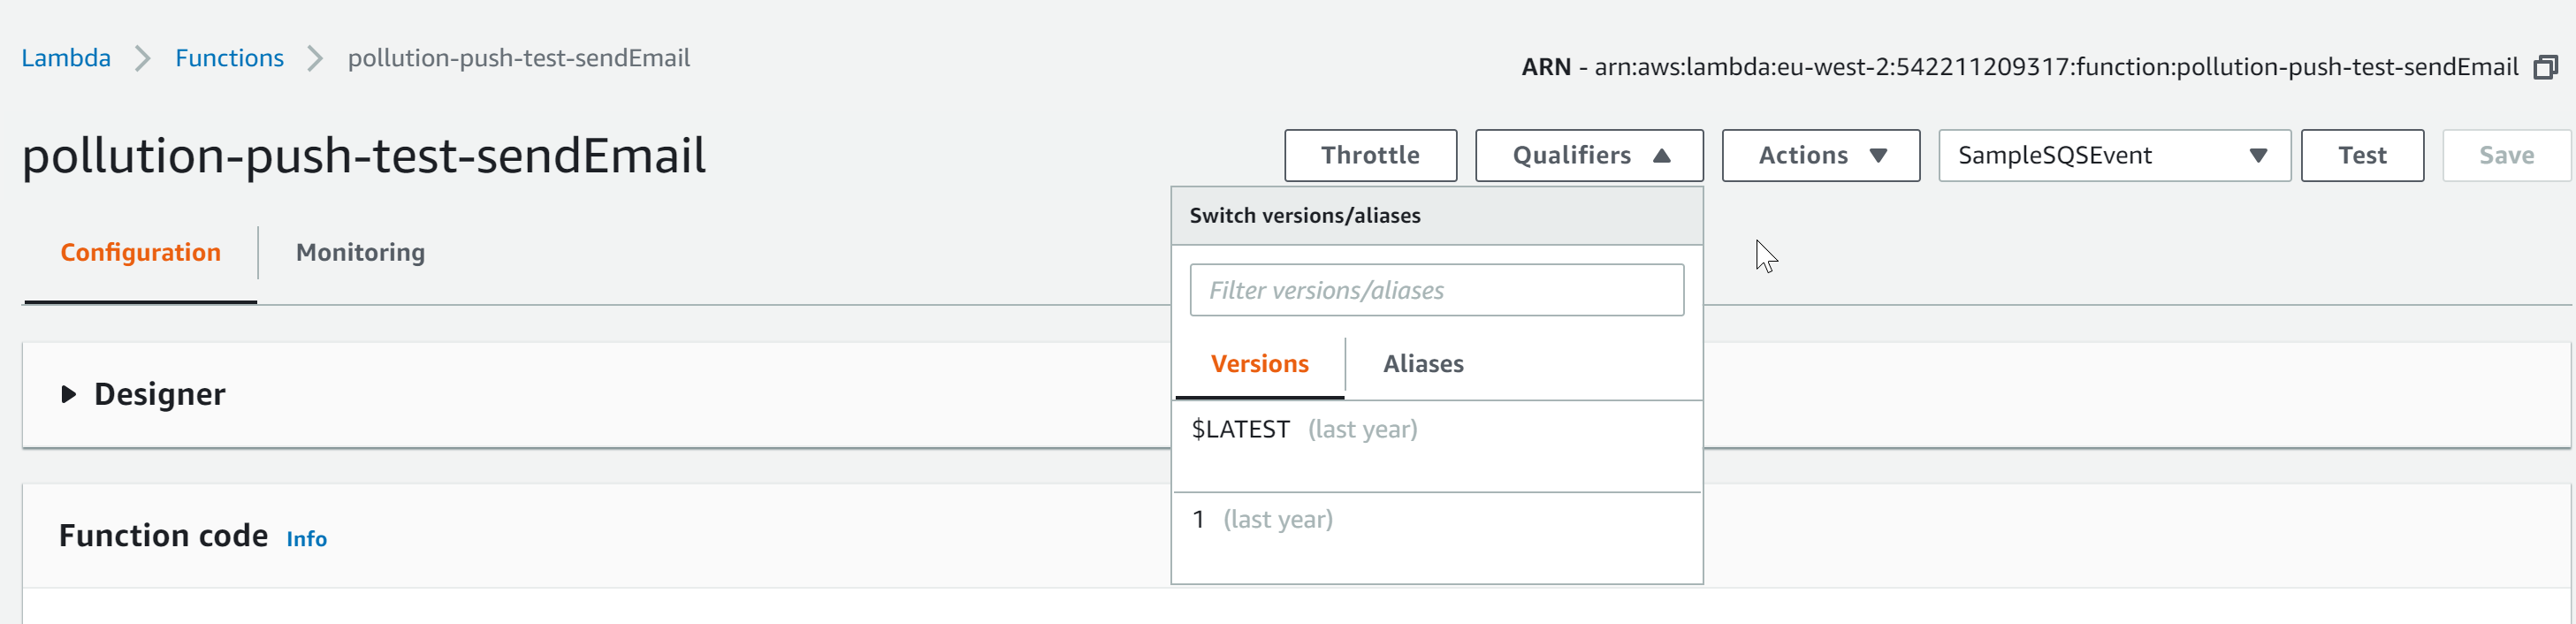 Lambda > Functions > pollution-push-test-sendEmail
ARN - arn:aws:lambda:eu-west-2:542211209317:function:pollution-push-test-sendEmail
pollution-push-test-sendEmail
Throttle
Qualifiers
Actions
SampleSQSEvent
Test
Save
Switch versions/aliases
Configuration
Monitoring
Filter versions/aliases
Versions
Aliases
Designer
$LATEST (last year)
1 (last year)
Function code Info